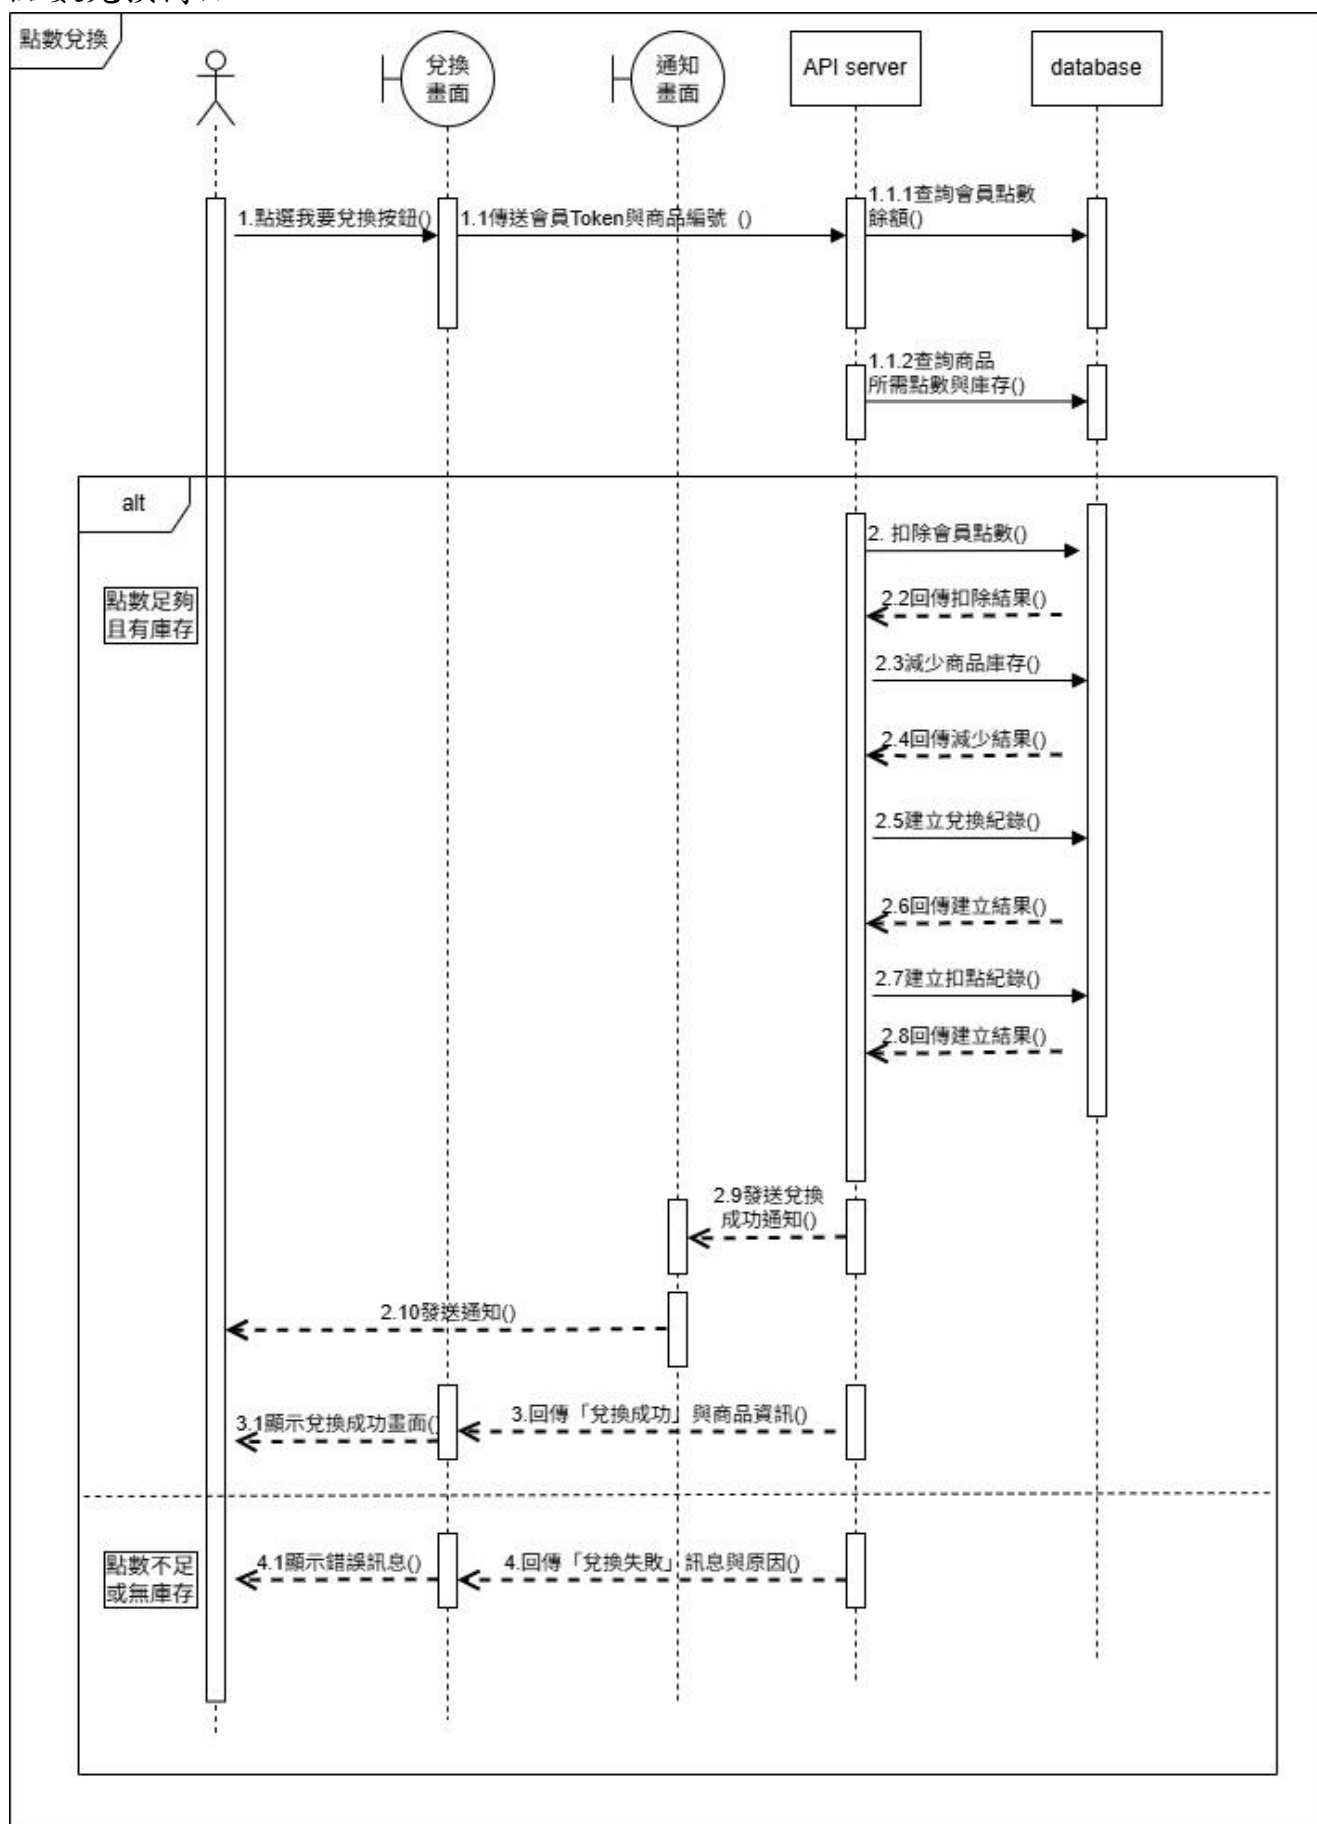 點數兌換
兌換
畫面
通知
畫面
API server
database
1.點選我要兌換按鈕()
1.1傳送會員Token與商品編號 ()
1.1.1查詢會員點數
餘額()
1.1.2查詢商品
所需點數與庫存()
alt
2. 扣除會員點數()
點數足夠
且有庫存
2.2回傳扣除結果()
2.3減少商品庫存()
2.4回傳減少結果()
2.5建立兌換紀錄()
2.6回傳建立結果()
2.7建立扣點紀錄()
2.8回傳建立結果()
2.9發送兌換
成功通知()
2.10發送通知()
3.回傳「兌換成功」與商品資訊()
3.1顯示兌換成功畫面()
點數不足
或無庫存
4.1顯示錯誤訊息()
4.回傳「兌換失敗」訊息與原因()